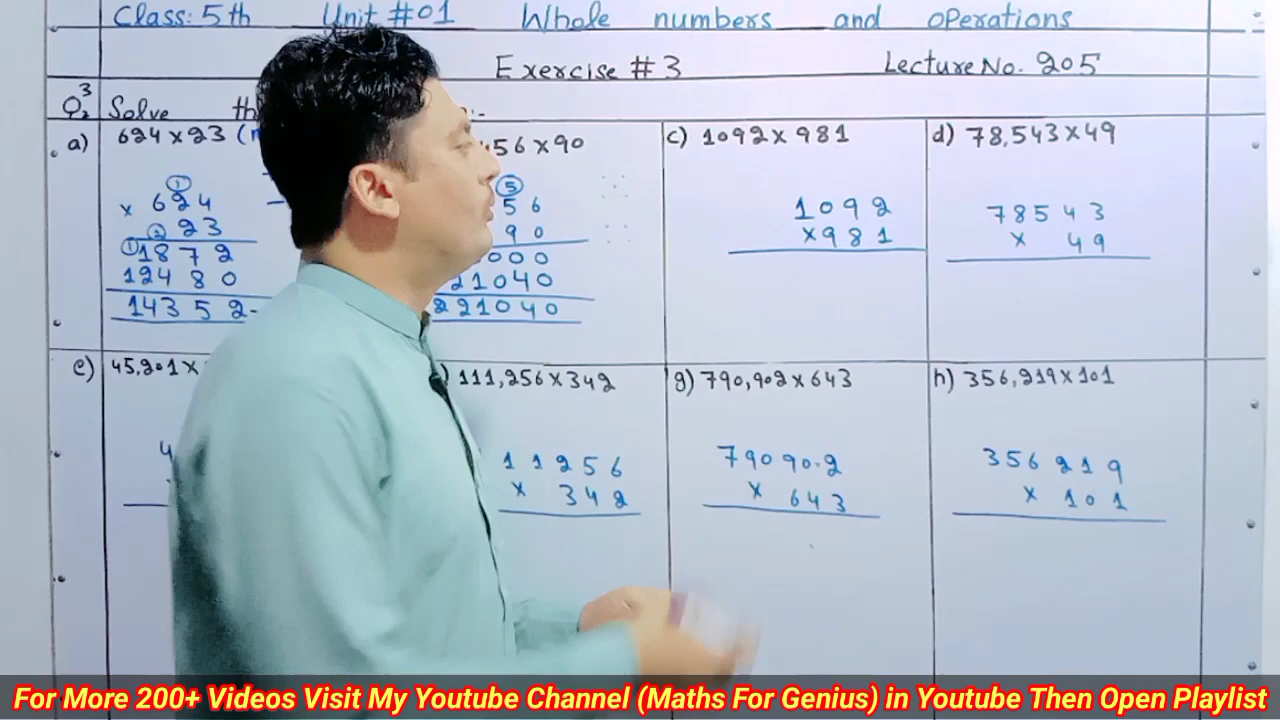 Class: 5th Unit #01 Whole numbers and operations
Exercise #3 Lecture No. 205
Q3 Solve
a) 624×23
×624
23
1872
12480
14352
56×90
56
90
000
21040
221040
c) 1092×981
1092
×981
d) 78,543×49
78543
× 49
e) 45,201×
4
) 111,256×342
11256
× 342
g) 790,902×643
790902
× 643
h) 356,219×101
356219
× 101
For More 200+ Videos Visit My Youtube Channel (Maths For Genius) in Youtube Then Open Playlist